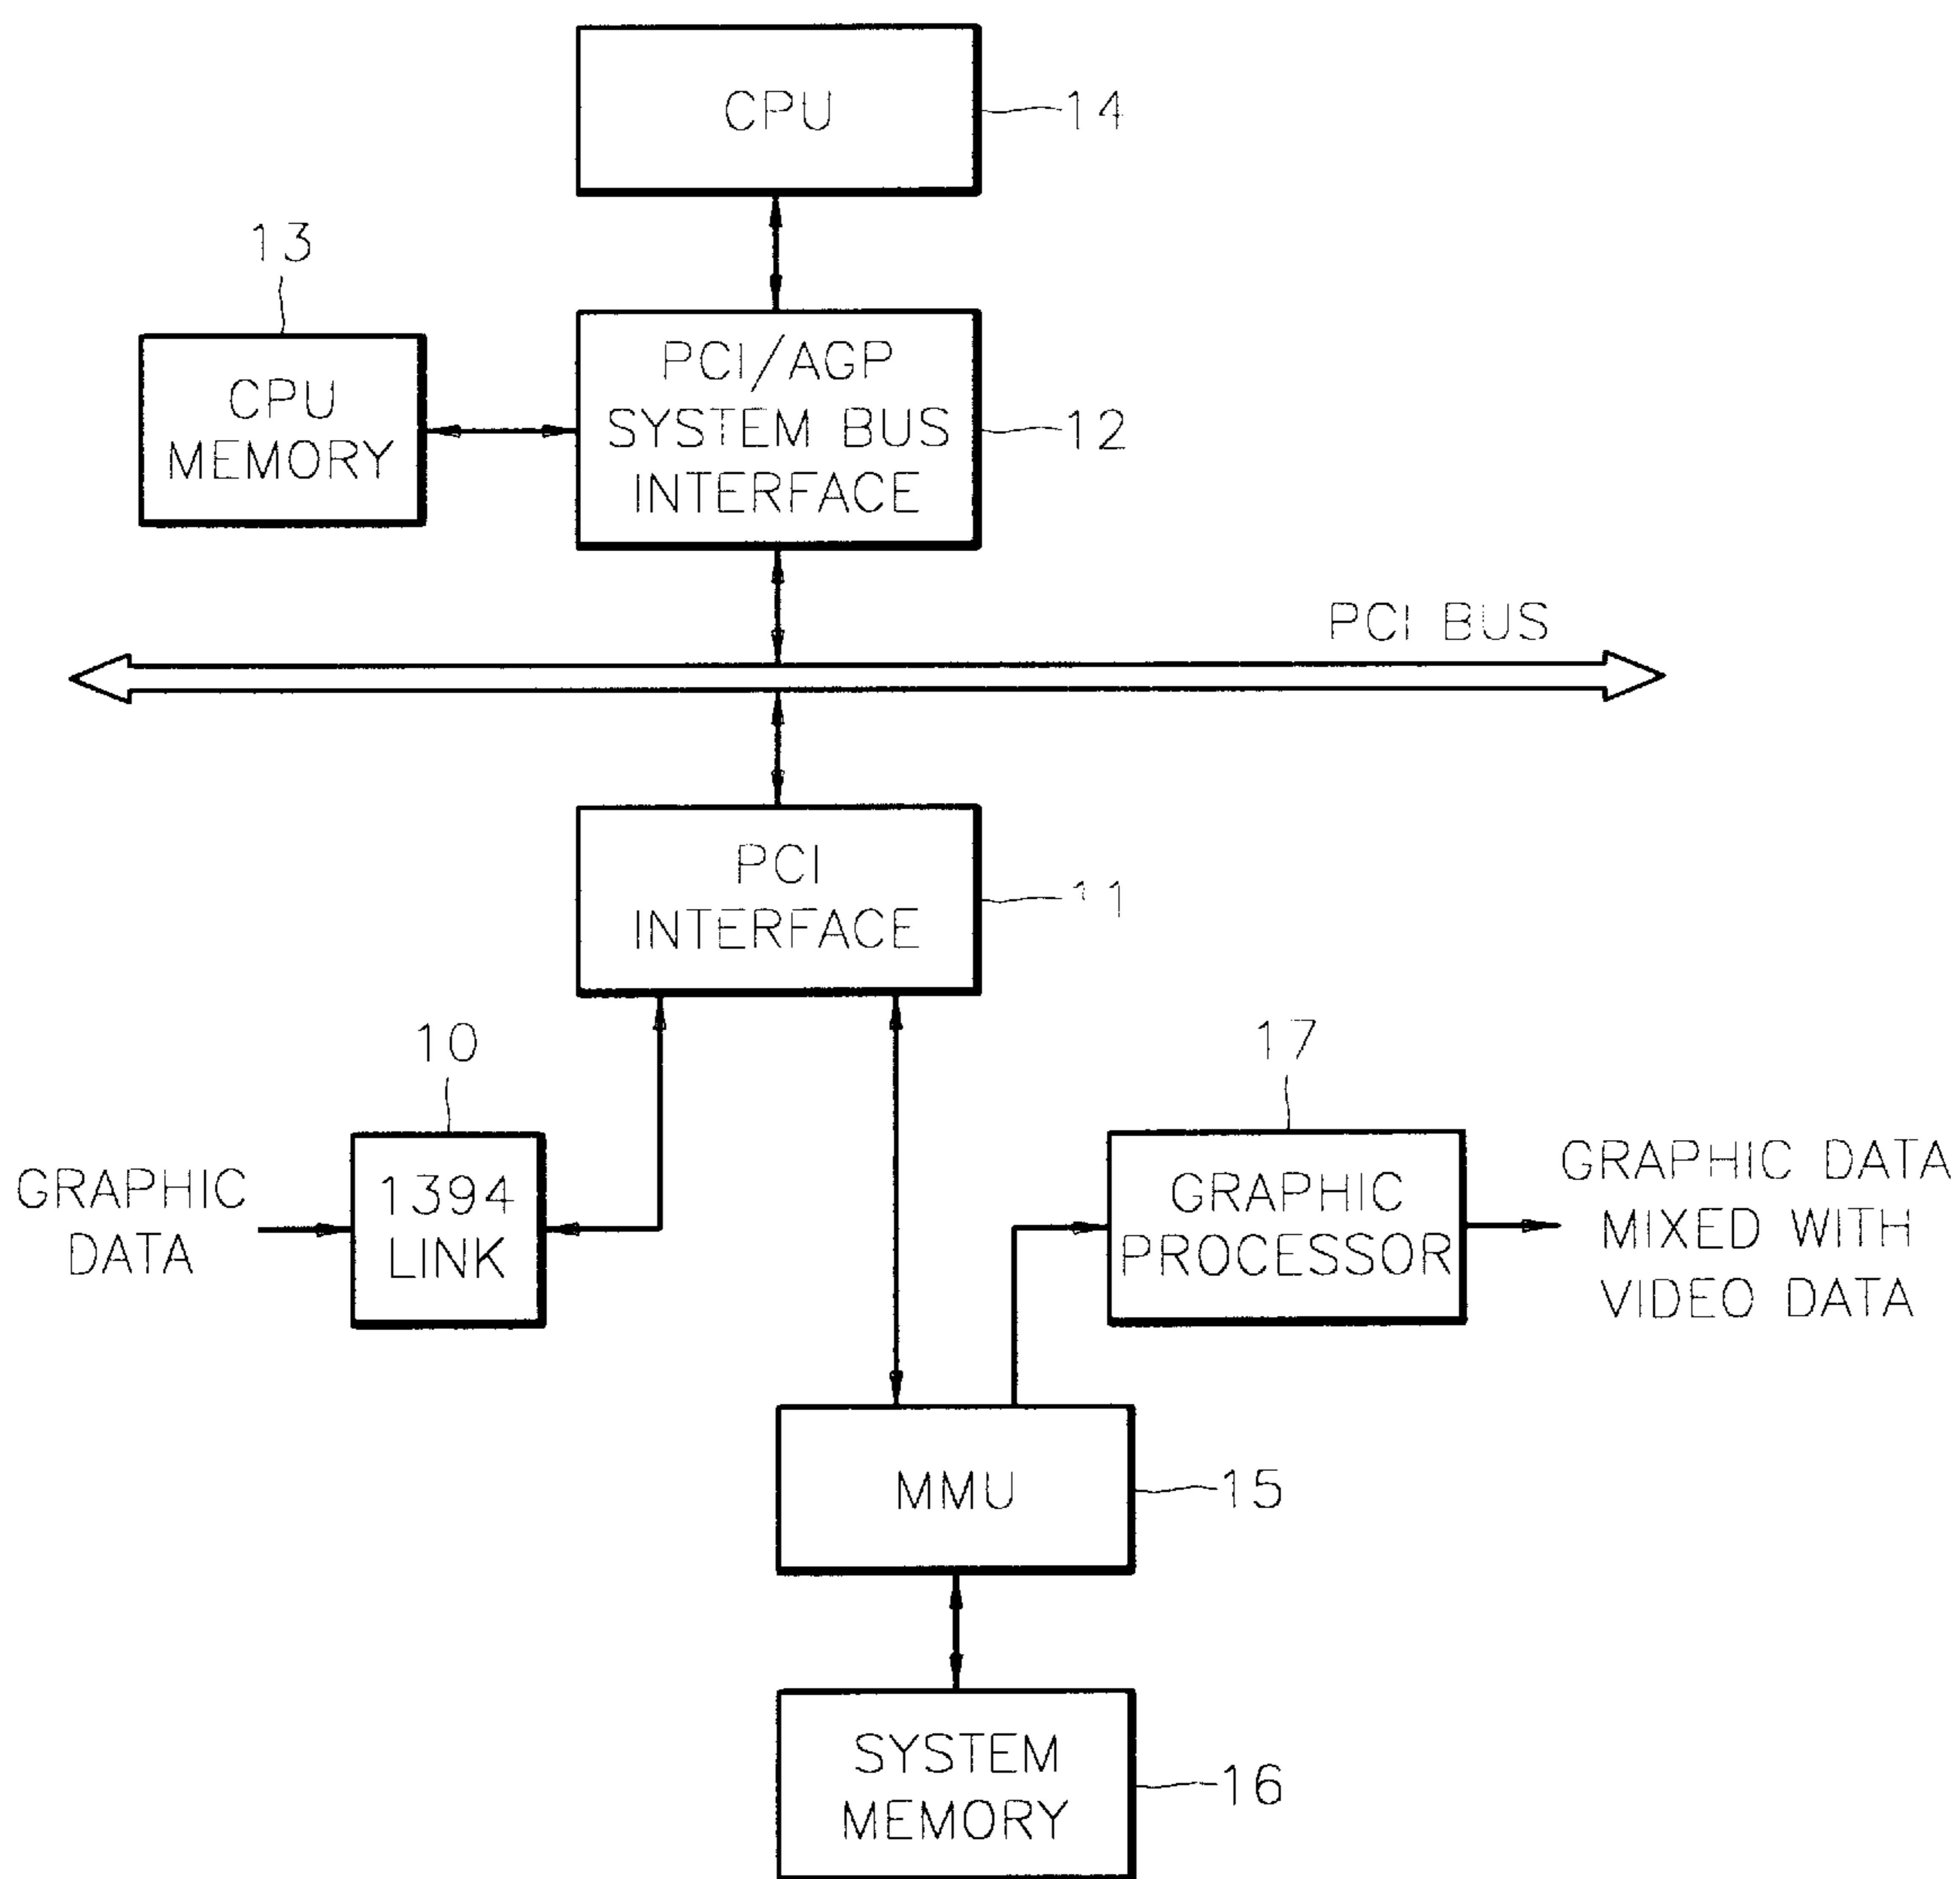 CPU
14
13
CPU
MEMORY
PCI/AGP
SYSTEM BUS
INTERFACE
12
PCI BUS
PCI
INTERFACE
11
10
GRAPHIC
DATA
1394
LINK
17
GRAPHIC
PROCESSOR
GRAPHIC DATA
MIXED WITH
VIDEO DATA
MMU
15
SYSTEM
MEMORY
16